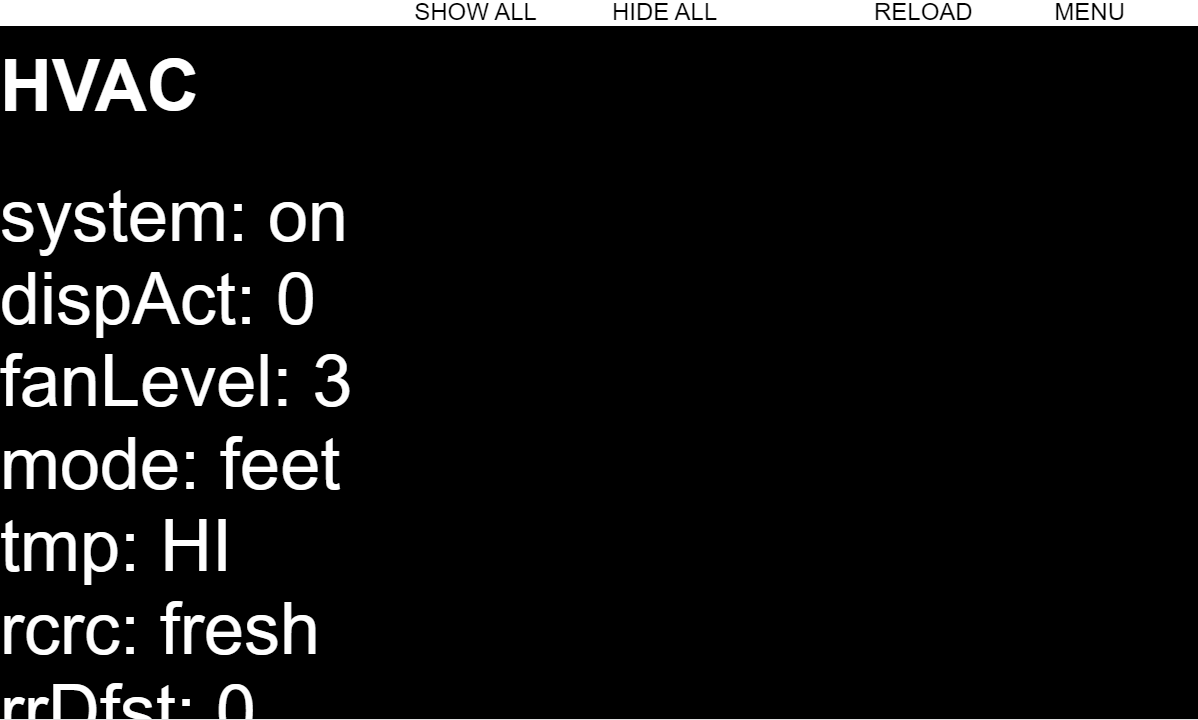 SHOW ALL HIDE ALL RELOAD MENU
HVAC
system: on
dispAct: 0
fanLevel: 3
mode: feet
tmp: HI
rcrc: fresh
rrDfst: 0